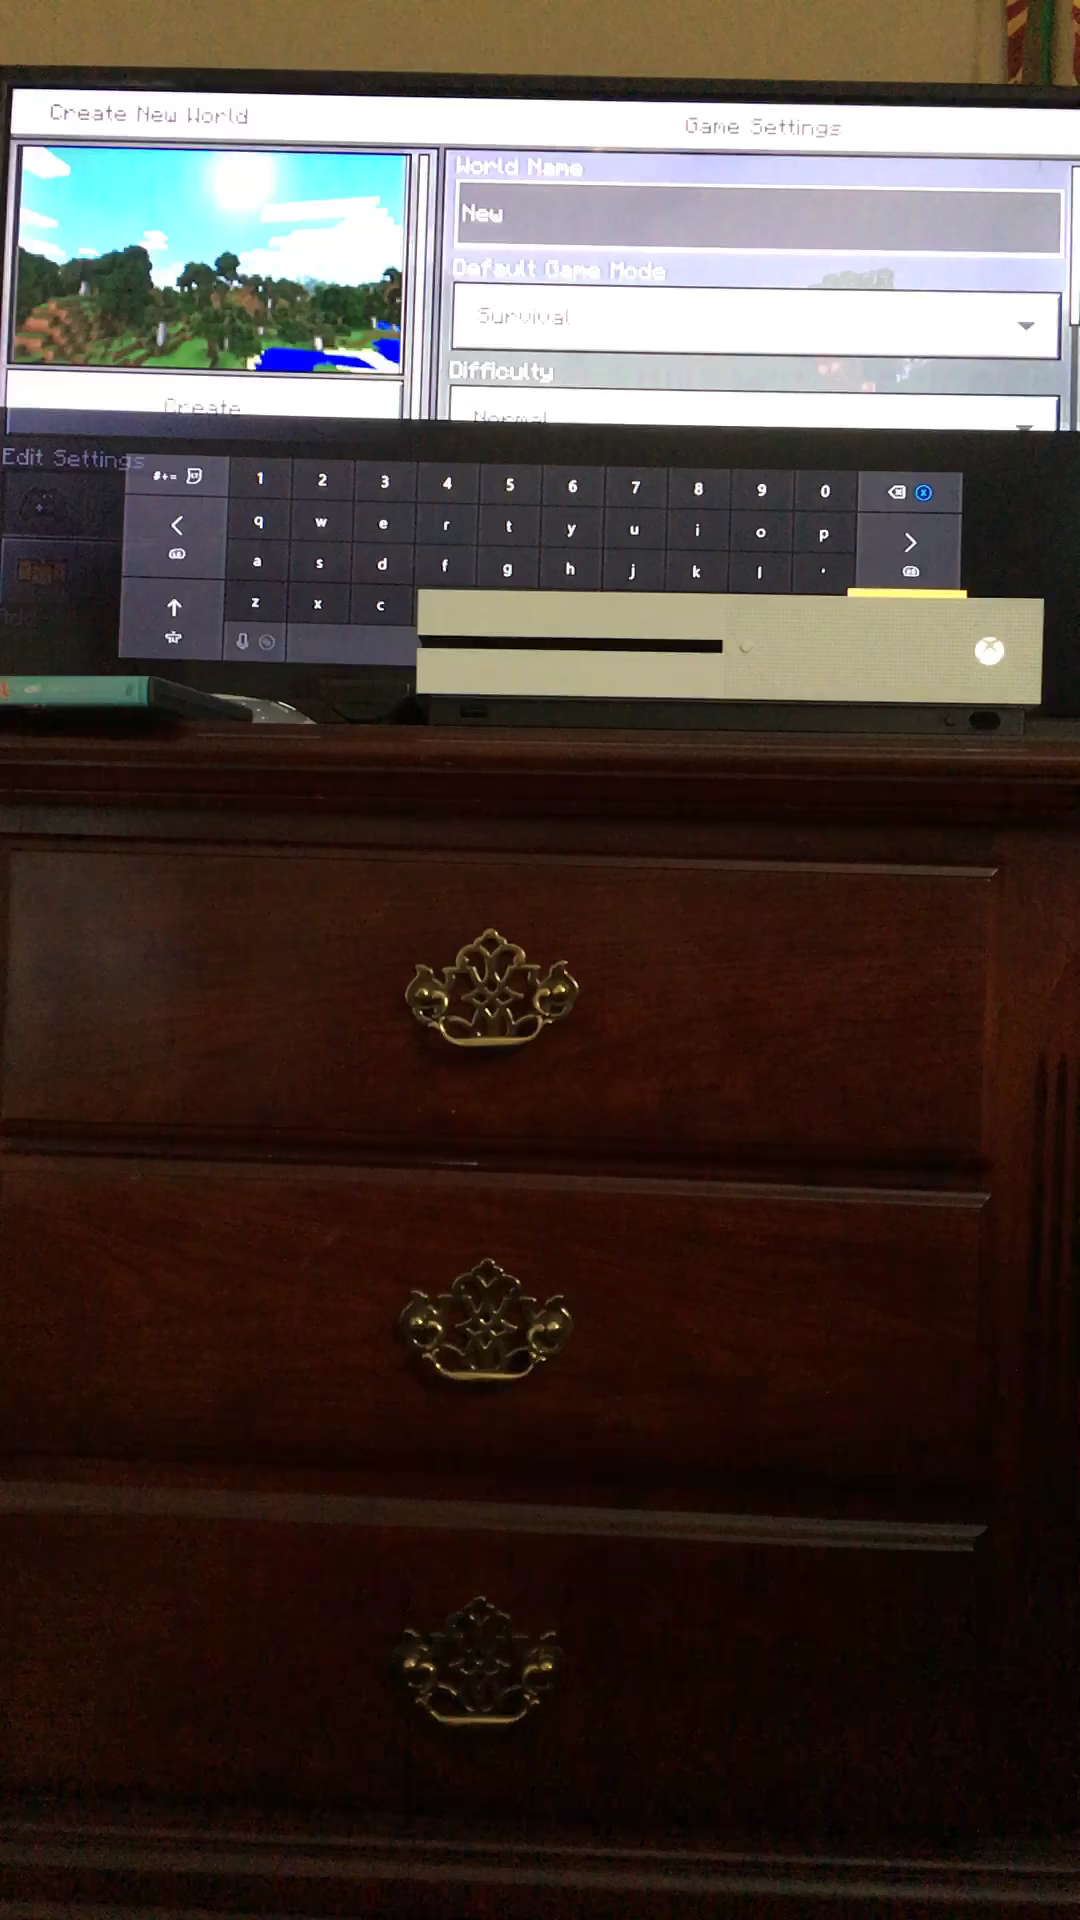 Create New World
Game Settings
World Name
New
Default Game Mode
Survival
Difficulty
Normal
Create
Edit Settings
#+= 1 2 3 4 5 6 7 8 9 0
q w e r t y u i o p
a s d f g h j k l '
z x c